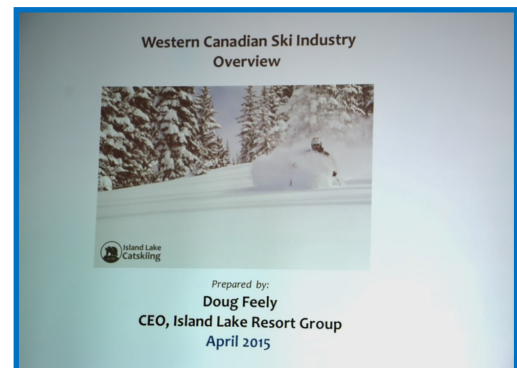 Western Canadian Ski Industry
Overview
Island Lake
Catskiing
Prepared by:
Doug Feely
CEO, Island Lake Resort Group
April 2015